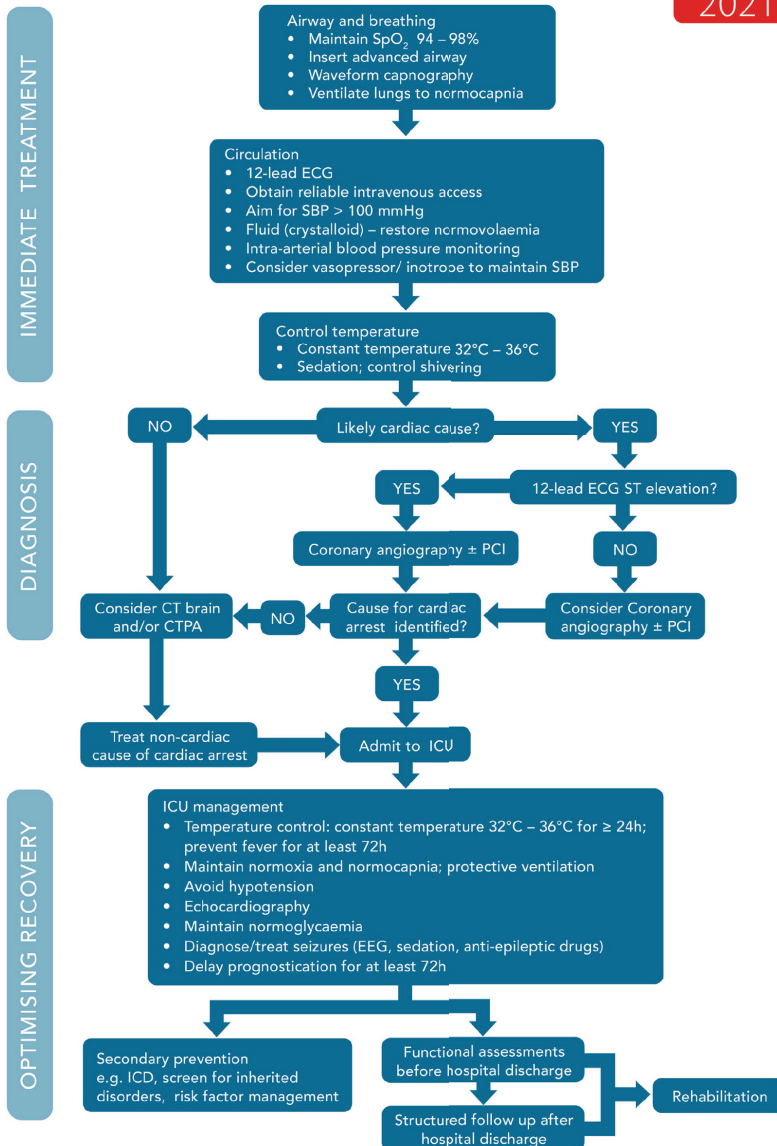 2021
IMMEDIATE TREATMENT
Airway and breathing
• Maintain SpO₂ 94 – 98%
• Insert advanced airway
• Waveform capnography
• Ventilate lungs to normocapnia
Circulation
• 12-lead ECG
• Obtain reliable intravenous access
• Aim for SBP > 100 mmHg
• Fluid (crystalloid) – restore normovolaemia
• Intra-arterial blood pressure monitoring
• Consider vasopressor/ inotrope to maintain SBP
Control temperature
• Constant temperature 32°C – 36°C
• Sedation; control shivering
DIAGNOSIS
NO
Likely cardiac cause?
YES
YES
12-lead ECG ST elevation?
Coronary angiography ± PCI
NO
Consider CT brain
and/or CTPA
NO
Cause for cardiac
arrest identified?
Consider Coronary
angiography ± PCI
YES
Treat non-cardiac
cause of cardiac arrest
Admit to ICU
OPTIMISING RECOVERY
ICU management
• Temperature control: constant temperature 32°C – 36°C for ≥ 24h;
prevent fever for at least 72h
• Maintain normoxia and normocapnia; protective ventilation
• Avoid hypotension
• Echocardiography
• Maintain normoglycaemia
• Diagnose/treat seizures (EEG, sedation, anti-epileptic drugs)
• Delay prognostication for at least 72h
Secondary prevention
e.g. ICD, screen for inherited
disorders, risk factor management
Functional assessments
before hospital discharge
Structured follow up after
hospital discharge
Rehabilitation